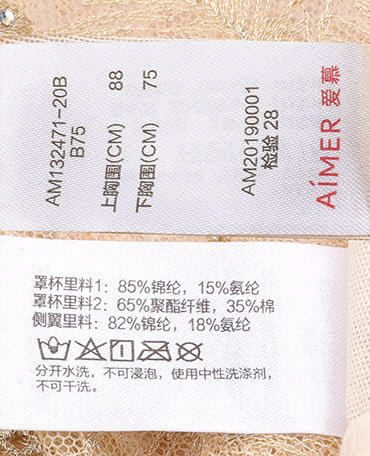 AM132471-20B
B75
上胸围(CM) 88
下胸围(CM) 75
AM20190001
检验 28
AiMER 爱慕
罩杯里料1: 85%锦纶, 15%氨纶
罩杯里料2: 65%聚酯纤维, 35%棉
侧翼里料: 82%锦纶, 18%氨纶
分开水洗, 不可浸泡, 使用中性洗涤剂,
不可干洗.